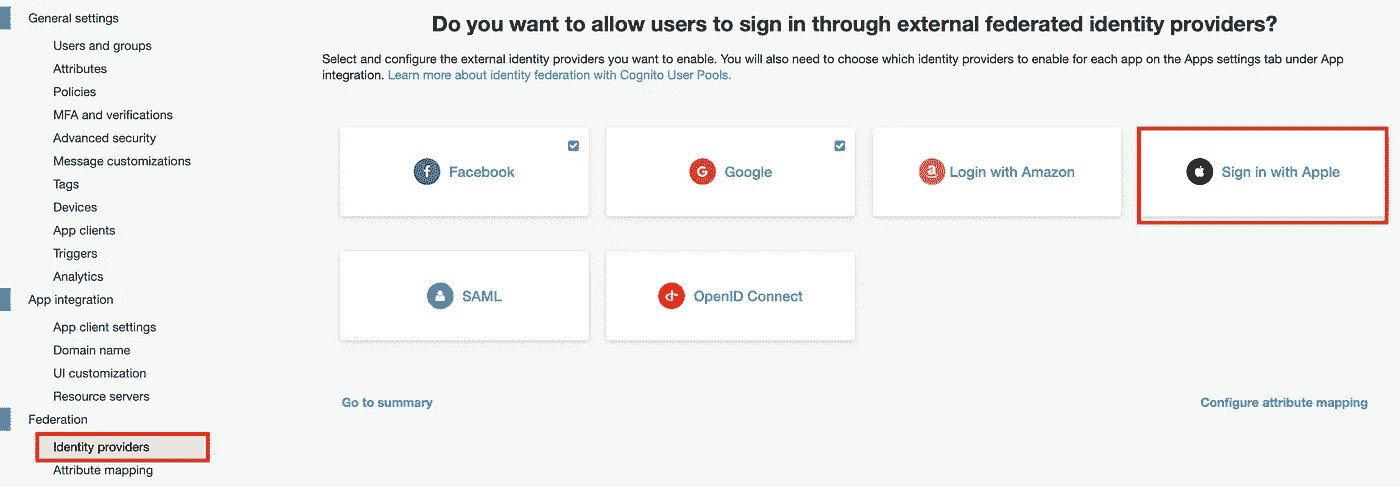 General settings
Users and groups
Attributes
Policies
MFA and verifications
Advanced security
Message customizations
Tags
Devices
App clients
Triggers
Analytics
App integration
App client settings
Domain name
UI customization
Resource servers
Federation
Identity providers
Attribute mapping
Do you want to allow users to sign in through external federated identity providers?
Select and configure the external identity providers you want to enable. You will also need to choose which identity providers to enable for each app on the Apps settings tab under App
integration. Learn more about identity federation with Cognito User Pools.
Facebook
Google
Login with Amazon
Sign in with Apple
SAML
OpenID Connect
Go to summary
Configure attribute mapping